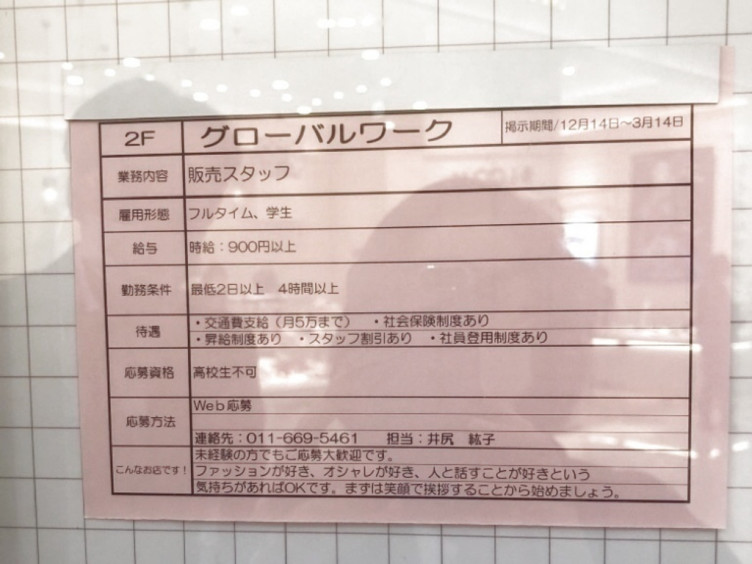 2F グローバルワーク 掲示期間/12月14日～3月14日
業務内容 販売スタッフ
雇用形態 フルタイム、学生
給与 時給：900円以上
勤務条件 最低2日以上 4時間以上
待遇 ・交通費支給（月5万まで） ・社会保険制度あり
・昇給制度あり ・スタッフ割引あり ・社員登用制度あり
応募資格 高校生不可
応募方法 Web応募
連絡先：011-669-5461 担当：井尻 紘子
こんなお店です！ 未経験の方でもご応募大歓迎です。
ファッションが好き、オシャレが好き、人と話すことが好きという
気持ちがあればOKです。まずは笑顔で挨拶することから始めましょう。